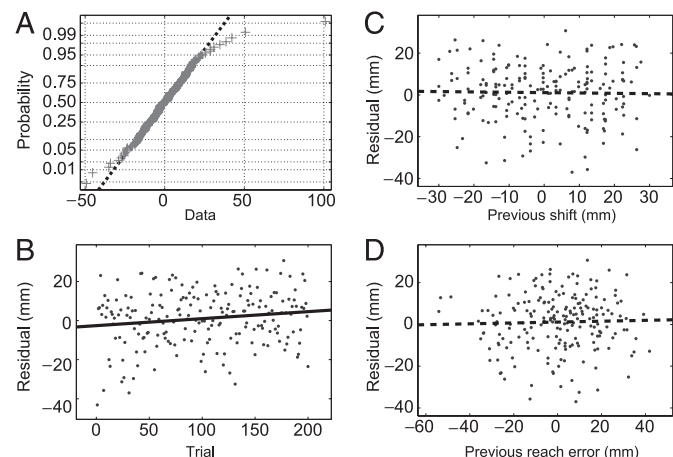 A
Probability
0.99
0.95
0.75
0.50
0.25
0.05
0.01
−50 0 50 100
Data
B
Residual (mm)
20
0
−20
−40
0 50 100 150 200
Trial
C
Residual (mm)
20
0
−20
−40
−30 −20 −10 0 10 20 30
Previous shift (mm)
D
Residual (mm)
20
0
−20
−40
−60 −40 −20 0 20 40
Previous reach error (mm)